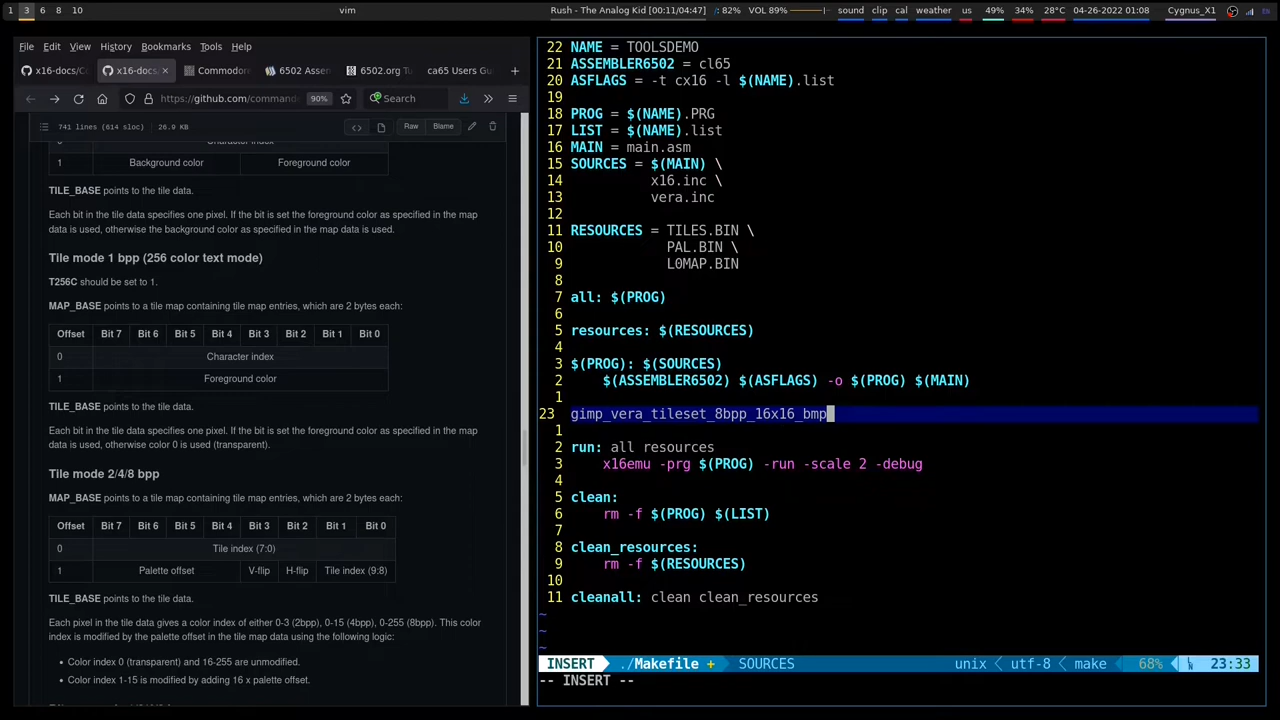 1 3 6 8 10 vim Rush - The Analog Kid [00:11/04:47] : 82% VOL 89% sound clip cal weather us 49% 34% 28°C 04-26-2022 01:08 Cygnus_X1
File Edit View History Bookmarks Tools Help
x16-docs/C x16-docs/ Commodore 6502 Assem 6502.org Tu ca65 Users Gu
https://github.com/command 90% Search
741 lines (614 sloc) 26.9 KB Raw Blame
Character index
1 Background color Foreground color
TILE_BASE points to the tile data.
Each bit in the tile data specifies one pixel. If the bit is set the foreground color as specified in the map
data is used, otherwise the background color as specified in the map data is used.
Tile mode 1 bpp (256 color text mode)
T256C should be set to 1.
MAP_BASE points to a tile map containing tile map entries, which are 2 bytes each:
Offset Bit 7 Bit 6 Bit 5 Bit 4 Bit 3 Bit 2 Bit 1 Bit 0
0 Character index
1 Foreground color
TILE_BASE points to the tile data.
Each bit in the tile data specifies one pixel. If the bit is set the foreground color as specified in the map
data is used, otherwise color 0 is used (transparent).
Tile mode 2/4/8 bpp
MAP_BASE points to a tile map containing tile map entries, which are 2 bytes each:
Offset Bit 7 Bit 6 Bit 5 Bit 4 Bit 3 Bit 2 Bit 1 Bit 0
0 Tile index (7:0)
1 Palette offset V-flip H-flip Tile index (9:8)
TILE_BASE points to the tile data.
Each pixel in the tile data gives a color index of either 0-3 (2bpp), 0-15 (4bpp), 0-255 (8bpp). This color
index is modified by the palette offset in the tile map data using the following logic:
• Color index 0 (transparent) and 16-255 are unmodified.
• Color index 1-15 is modified by adding 16 x palette offset.
22 NAME = TOOLSDEMO
21 ASSEMBLER6502 = cl65
20 ASFLAGS = -t cx16 -l $(NAME).list
19
18 PROG = $(NAME).PRG
17 LIST = $(NAME).list
16 MAIN = main.asm
15 SOURCES = $(MAIN) \
14 x16.inc \
13 vera.inc
12
11 RESOURCES = TILES.BIN \
10 PAL.BIN \
9 L0MAP.BIN
8
7 all: $(PROG)
6
5 resources: $(RESOURCES)
4
3 $(PROG): $(SOURCES)
2 $(ASSEMBLER6502) $(ASFLAGS) -o $(PROG) $(MAIN)
1
23 gimp_vera_tileset_8bpp_16x16_bmp
1
2 run: all resources
3 x16emu -prg $(PROG) -run -scale 2 -debug
4
5 clean:
6 rm -f $(PROG) $(LIST)
7
8 clean_resources:
9 rm -f $(RESOURCES)
10
11 cleanall: clean clean_resources
~
~
~
INSERT ./Makefile + SOURCES unix utf-8 make 68% 23:33
-- INSERT --